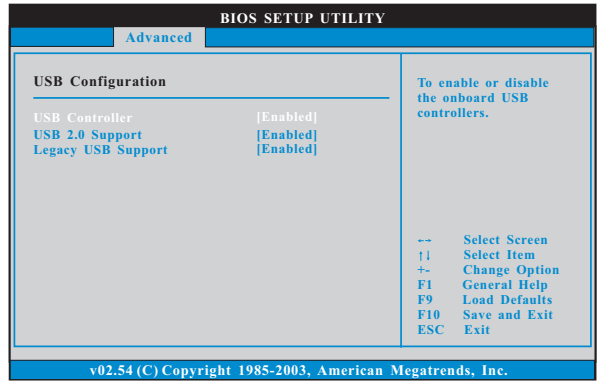 BIOS SETUP UTILITY
Advanced
USB Configuration
USB Controller [Enabled]
USB 2.0 Support [Enabled]
Legacy USB Support [Enabled]
To enable or disable
the onboard USB
controllers.
←→ Select Screen
↑↓ Select Item
+- Change Option
F1 General Help
F9 Load Defaults
F10 Save and Exit
ESC Exit
v02.54 (C) Copyright 1985-2003, American Megatrends, Inc.